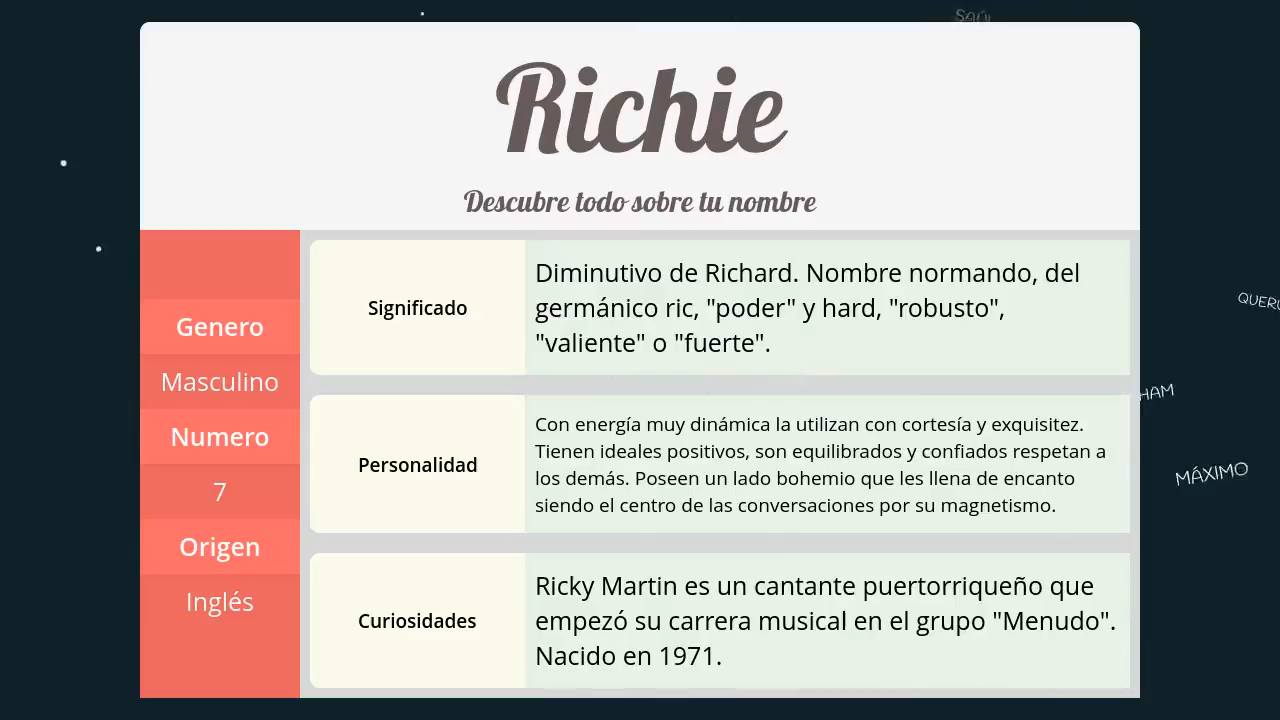 Saúl
Richie
Descubre todo sobre tu nombre
Genero
Masculino
Numero
7
Origen
Inglés
Significado
Diminutivo de Richard. Nombre normando, del
germánico ric, "poder" y hard, "robusto",
"valiente" o "fuerte".
Personalidad
Con energía muy dinámica la utilizan con cortesía y exquisitez.
Tienen ideales positivos, son equilibrados y confiados respetan a
los demás. Poseen un lado bohemio que les llena de encanto
siendo el centro de las conversaciones por su magnetismo.
Curiosidades
Ricky Martin es un cantante puertorriqueño que
empezó su carrera musical en el grupo "Menudo".
Nacido en 1971.
HAM
MÁXIMO